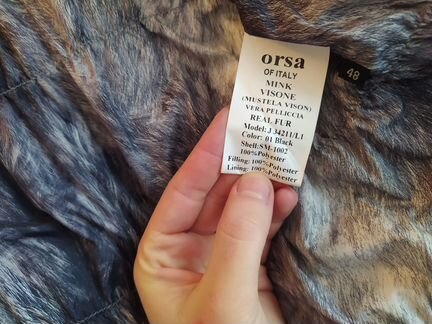 orsa
OF ITALY
MINK
VISONE
(MUSTELA VISON)
VERA PELLICCIA
REAL FUR
Model: J 34211/L1
Color: 01 Black
Shell:SM-1002
100%Polyester
Filling: 100%Polyester
Lining: 100%Polyester
48